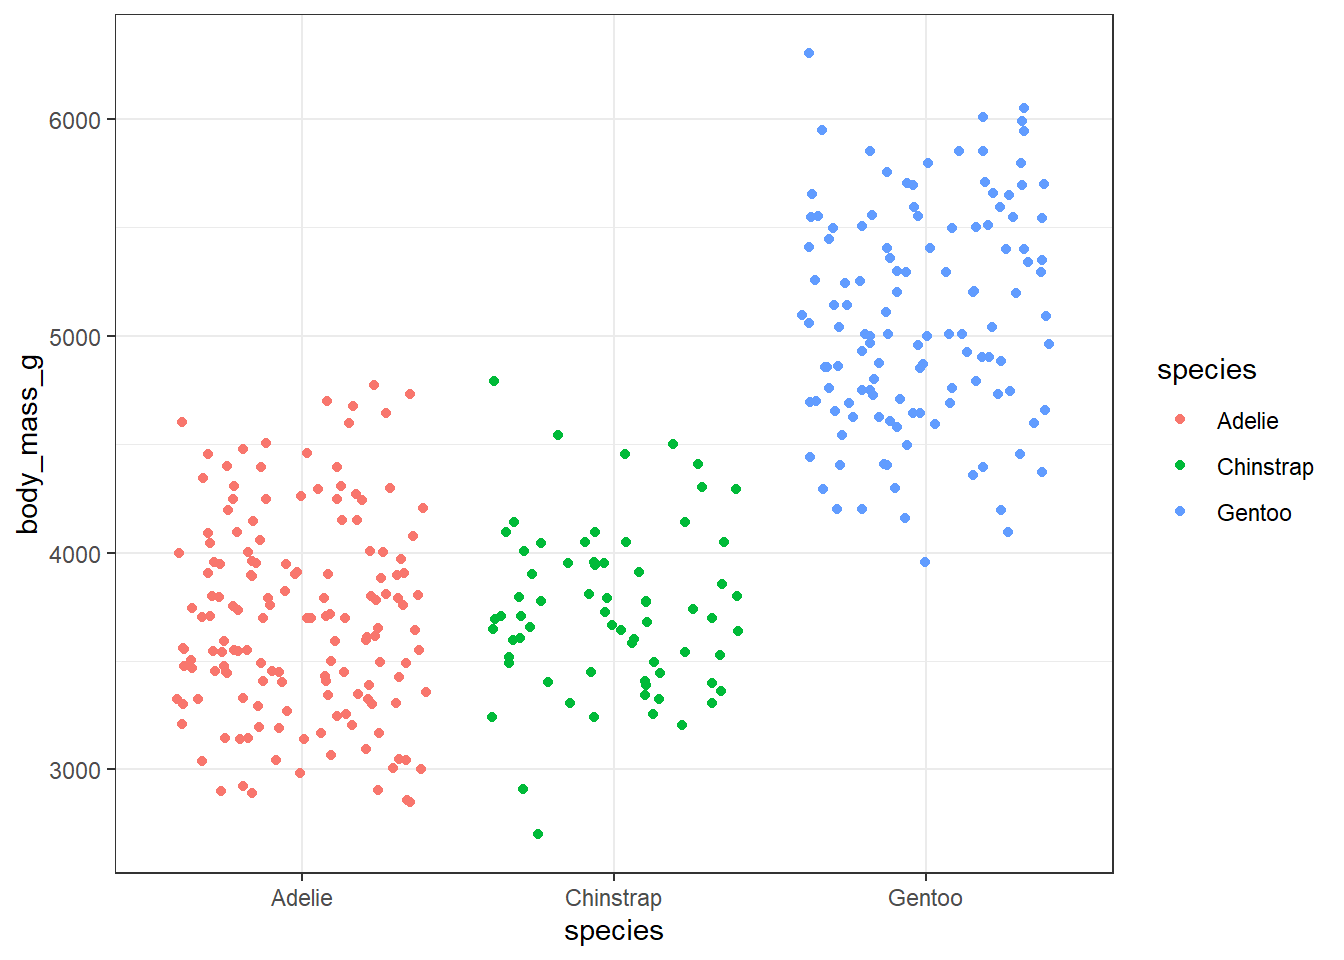 6000
5000
4000
3000
body_mass_g
Adelie
Chinstrap
Gentoo
species
species
Adelie
Chinstrap
Gentoo